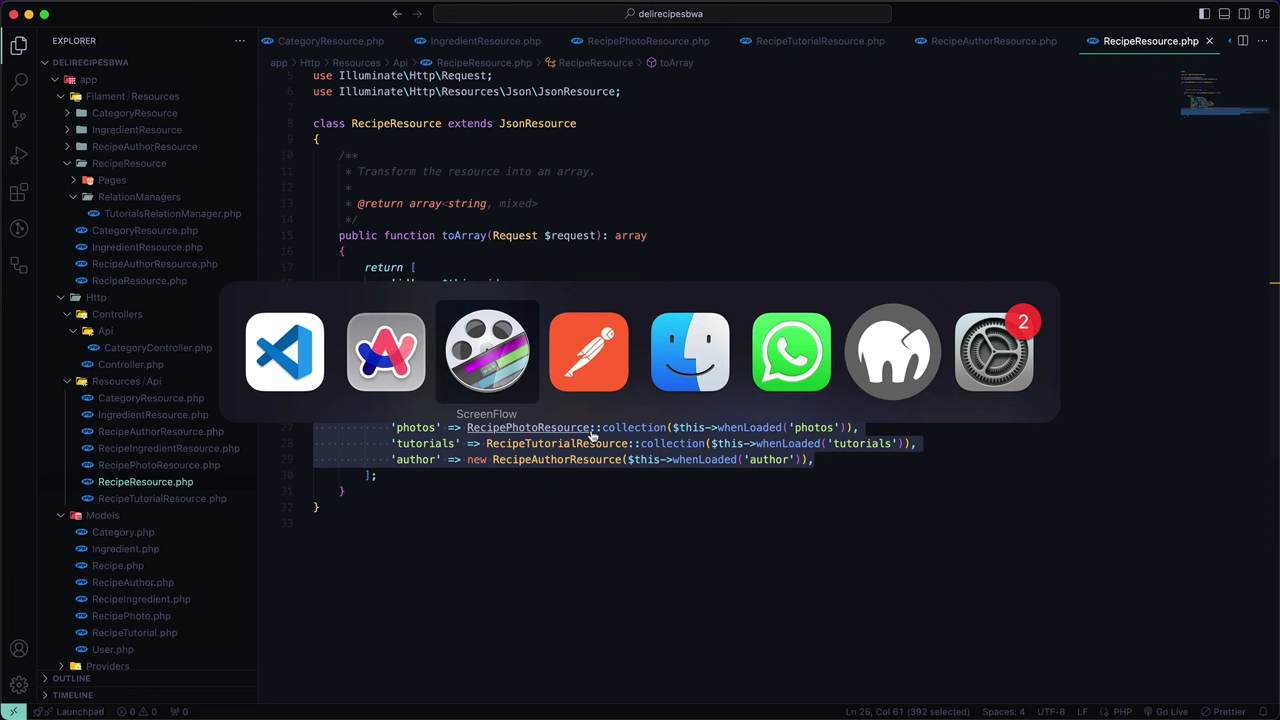 delirecipesbwa
EXPLORER
CategoryResource.php
IngredientResource.php
RecipePhotoResource.php
RecipeTutorialResource.php
RecipeAuthorResource.php
RecipeResource.php
app
Http
Resources
Api
RecipeResource.php
RecipeResource
toArray
DELIRECIPESBWA
app
Filament / Resources
CategoryResource
IngredientResource
RecipeAuthorResource
RecipeResource
Pages
RelationManagers
TutorialsRelationManager.php
CategoryResource.php
IngredientResource.php
RecipeAuthorResource.php
RecipeResource.php
Http
Controllers
Api
CategoryController.php
Controller.php
Resources / Api
CategoryResource.php
IngredientResource.php
RecipeAuthorResource.php
RecipeIngredientResource.php
RecipePhotoResource.php
RecipeResource.php
RecipeTutorialResource.php
Models
Category.php
Ingredient.php
Recipe.php
RecipeAuthor.php
RecipeIngredient.php
RecipePhoto.php
RecipeTutorial.php
User.php
Providers
OUTLINE
TIMELINE
5 use Illuminate\Http\Request;
6 use Illuminate\Http\Resources\Json\JsonResource;
7
8 class RecipeResource extends JsonResource
9 {
10 /**
11 * Transform the resource into an array.
12 *
13 * @return array<string, mixed>
14 */
15 public function toArray(Request $request): array
16 {
17 return [
2
ScreenFlow
27 'photos' => RecipePhotoResource::collection($this->whenLoaded('photos')),
28 'tutorials' => RecipeTutorialResource::collection($this->whenLoaded('tutorials')),
29 'author' => new RecipeAuthorResource($this->whenLoaded('author')),
30 ];
31 }
32 }
33
Launchpad
0
0
0
Ln 25, Col 61 (392 selected)
Spaces: 4
UTF-8
LF
PHP
Go Live
Prettier